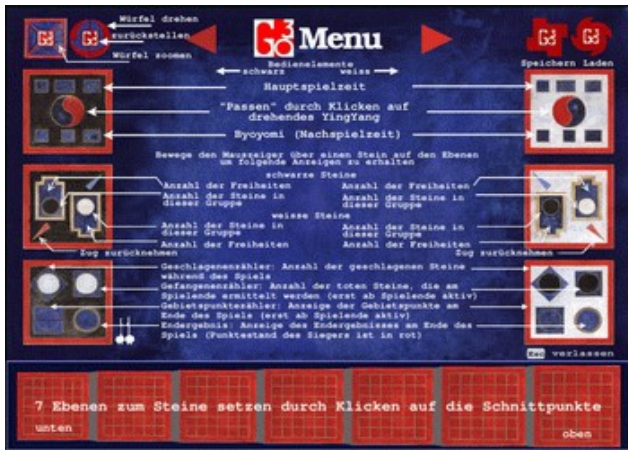 Würfel drehen
zurückstellen
Würfel zoomen
Menu
Bedienelemente
schwarz weiss
Speichern Laden
Hauptspielzeit
"Passen" durch Klicken auf
drehendes YingYang
Byoyomi (Nachspielzeit)
Bewege den Mauszeiger über einen Stein auf den Ebenen
um folgende Anzeigen zu erhalten
schwarze Steine
Anzahl der Freiheiten Anzahl der Freiheiten
Anzahl der Steine in Anzahl der Steine in
dieser Gruppe dieser Gruppe
weisse Steine
Anzahl der Steine in Anzahl der Steine in
dieser Gruppe dieser Gruppe
Anzahl der Freiheiten Anzahl der Freiheiten
Zug zurücknehmen Zug zurücknehmen
Geschlagenenzähler: Anzahl der geschlagenen Steine
während des Spiels
Gefangenenzähler: Anzahl der toten Steine, die am
Spielende ermittelt werden (erst ab Spielende aktiv)
Gebietspunktezähler: Anzeige der Gebietspunkte am
Ende des Spiels (erst ab Spielende aktiv)
Endergebnis: Anzeige des Endergebnisses am Ende des
Spiels (Punktestand des Siegers ist in rot)
Esc verlassen
7 Ebenen zum Steine setzen durch Klicken auf die Schnittpunkte
unten oben